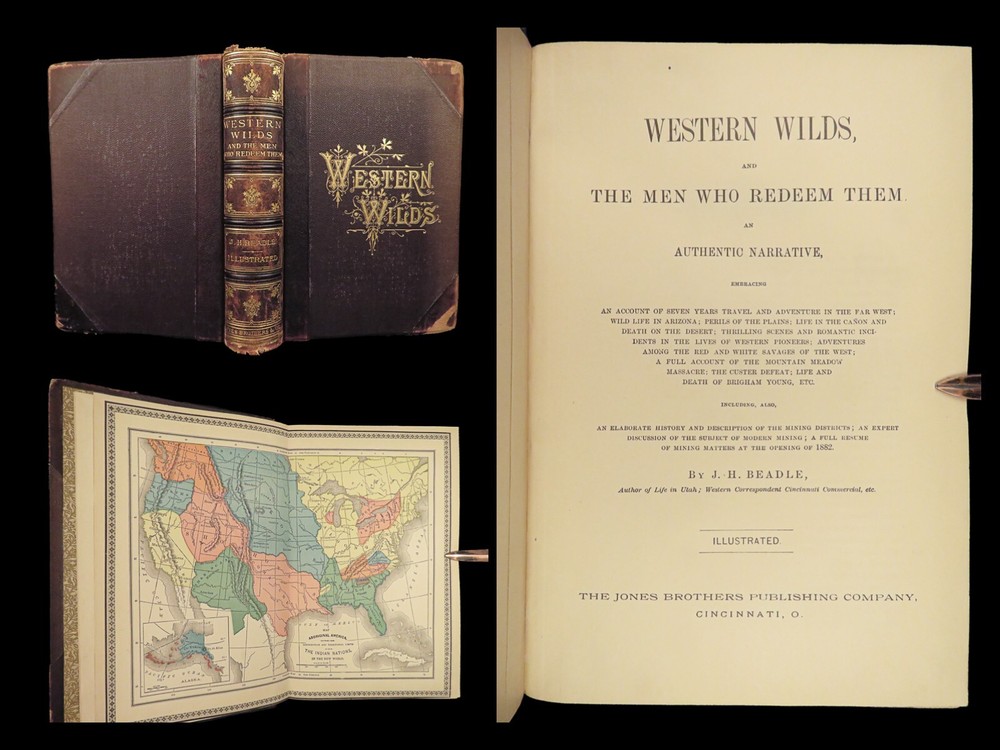 WESTERN
WILDS
AND THE MEN
WHO REDEEM THEM
J. H. BEADLE
ILLUSTRATED
WESTERN
WILDS
ABORIGINAL AMERICA,
THE INDIAN NATIONS,
OF THE NEW WORLD.
ALASKA
WESTERN WILDS,
AND
THE MEN WHO REDEEM THEM.
AN
AUTHENTIC NARRATIVE,
EMBRACING
AN ACCOUNT OF SEVEN YEARS TRAVEL AND ADVENTURE IN THE FAR WEST;
WILD LIFE IN ARIZONA; PERILS OF THE PLAINS; LIFE IN THE CAÑON AND
DEATH ON THE DESERT; THRILLING SCENES AND ROMANTIC INCI-
DENTS IN THE LIVES OF WESTERN PIONEERS; ADVENTURES
AMONG THE RED AND WHITE SAVAGES OF THE WEST;
A FULL ACCOUNT OF THE MOUNTAIN MEADOW
MASSACRE; THE CUSTER DEFEAT; LIFE AND
DEATH OF BRIGHAM YOUNG, ETC.
INCLUDING, ALSO,
AN ELABORATE HISTORY AND DESCRIPTION OF THE MINING DISTRICTS; AN EXPERT
DISCUSSION OF THE SUBJECT OF MODERN MINING; A FULL RESUME
OF MINING MATTERS AT THE OPENING OF 1882.
BY J. H. BEADLE,
Author of Life in Utah; Western Correspondent Cincinnati Commercial, etc.
ILLUSTRATED.
THE JONES BROTHERS PUBLISHING COMPANY,
CINCINNATI, O.